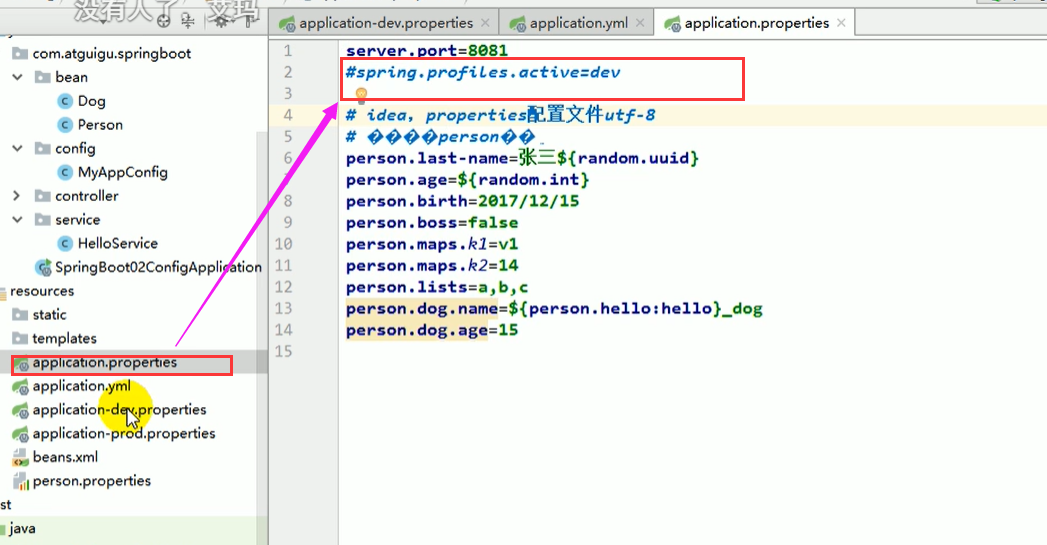 没有人了，艾玛
com.atguigu.springboot
bean
Dog
Person
config
MyAppConfig
controller
service
HelloService
SpringBoot02ConfigApplication
resources
static
templates
application.properties
application.yml
application-dev.properties
application-prod.properties
beans.xml
person.properties
st
java
application-dev.properties
application.yml
application.properties
1 server.port=8081
2 #spring.profiles.active=dev
3
4 # idea，properties配置文件utf-8
5 # ����person��
6 person.last-name=张三${random.uuid}
7 person.age=${random.int}
8 person.birth=2017/12/15
9 person.boss=false
10 person.maps.k1=v1
11 person.maps.k2=14
12 person.lists=a,b,c
13 person.dog.name=${person.hello:hello}_dog
14 person.dog.age=15
15